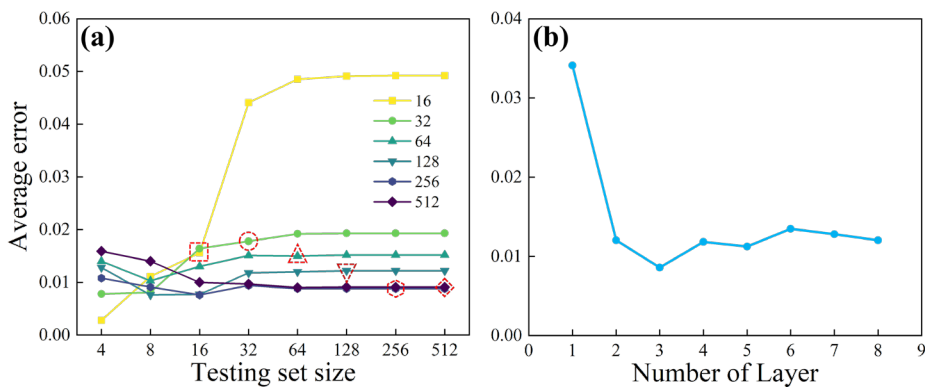 (a)
Average error
0.06
0.05
0.04
0.03
0.02
0.01
0.00
16
32
64
128
256
512
4 8 16 32 64 128 256 512
Testing set size
(b)
0.04
0.03
0.02
0.01
0.00
0 1 2 3 4 5 6 7 8 9
Number of Layer